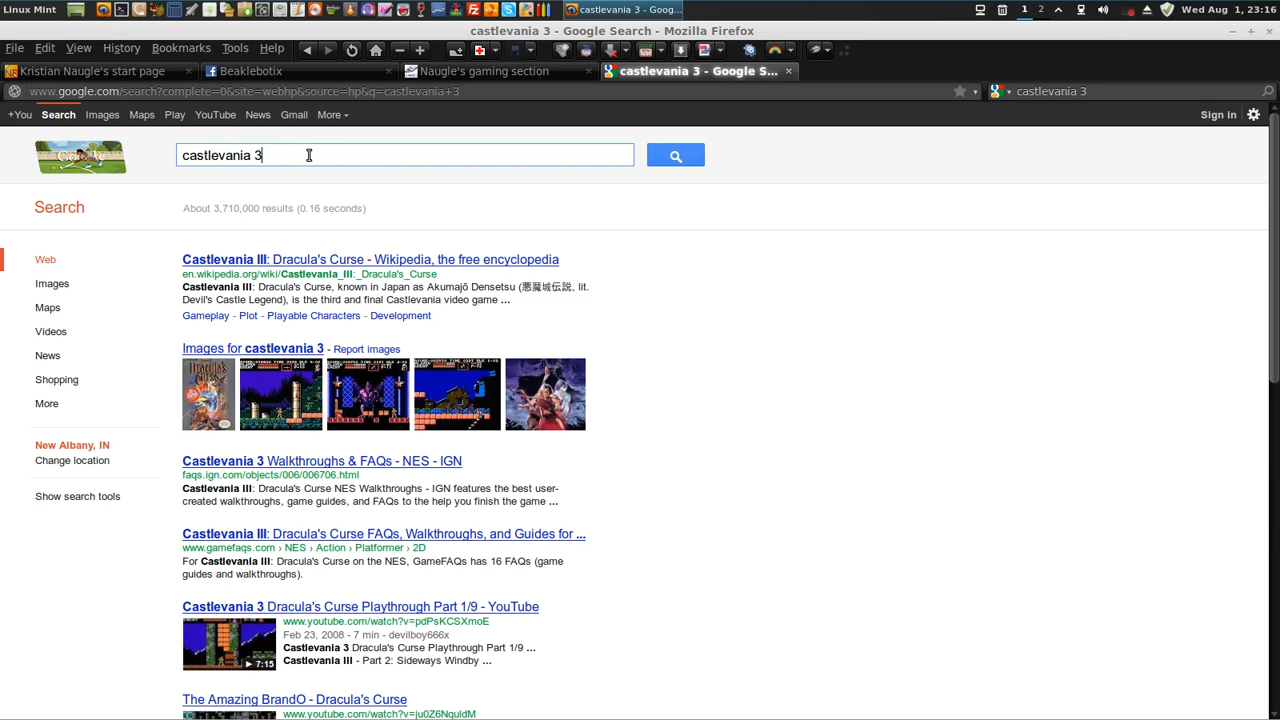 Linux Mint
castlevania 3 - Goog...
1 2
Wed Aug 1, 23:16
castlevania 3 - Google Search - Mozilla Firefox
File Edit View History Bookmarks Tools Help
Kristian Naugle's start page
Beaklebotix
Naugle's gaming section
castlevania 3 - Google S...
www.google.com/search?complete=0&site=webhp&source=hp&q=castlevania+3
castlevania 3
+You Search Images Maps Play YouTube News Gmail More
Sign in
castlevania 3
Search
About 3,710,000 results (0.16 seconds)
Web
Images
Maps
Videos
News
Shopping
More
New Albany, IN
Change location
Show search tools
Castlevania III: Dracula's Curse - Wikipedia, the free encyclopedia
en.wikipedia.org/wiki/Castlevania_III:_Dracula's_Curse
Castlevania III: Dracula's Curse, known in Japan as Akumajō Densetsu (悪魔城伝説, lit.
Devil's Castle Legend), is the third and final Castlevania video game ...
Gameplay - Plot - Playable Characters - Development
Images for castlevania 3 - Report images
Castlevania 3 Walkthroughs & FAQs - NES - IGN
faqs.ign.com/objects/006/006706.html
Castlevania III: Dracula's Curse NES Walkthroughs - IGN features the best user-
created walkthroughs, game guides, and FAQs to the help you finish the game ...
Castlevania III: Dracula's Curse FAQs, Walkthroughs, and Guides for ...
www.gamefaqs.com › NES › Action › Platformer › 2D
For Castlevania III: Dracula's Curse on the NES, GameFAQs has 16 FAQs (game
guides and walkthroughs).
Castlevania 3 Dracula's Curse Playthrough Part 1/9 - YouTube
www.youtube.com/watch?v=pdPsKCSXmoE
Feb 23, 2008 - 7 min - devilboy666x
Castlevania 3 Dracula's Curse Playthrough Part 1/9 ...
Castlevania III - Part 2: Sideways Windby ...
7:15
The Amazing BrandO - Dracula's Curse
www.youtube.com/watch?v=ju0Z6NquldM